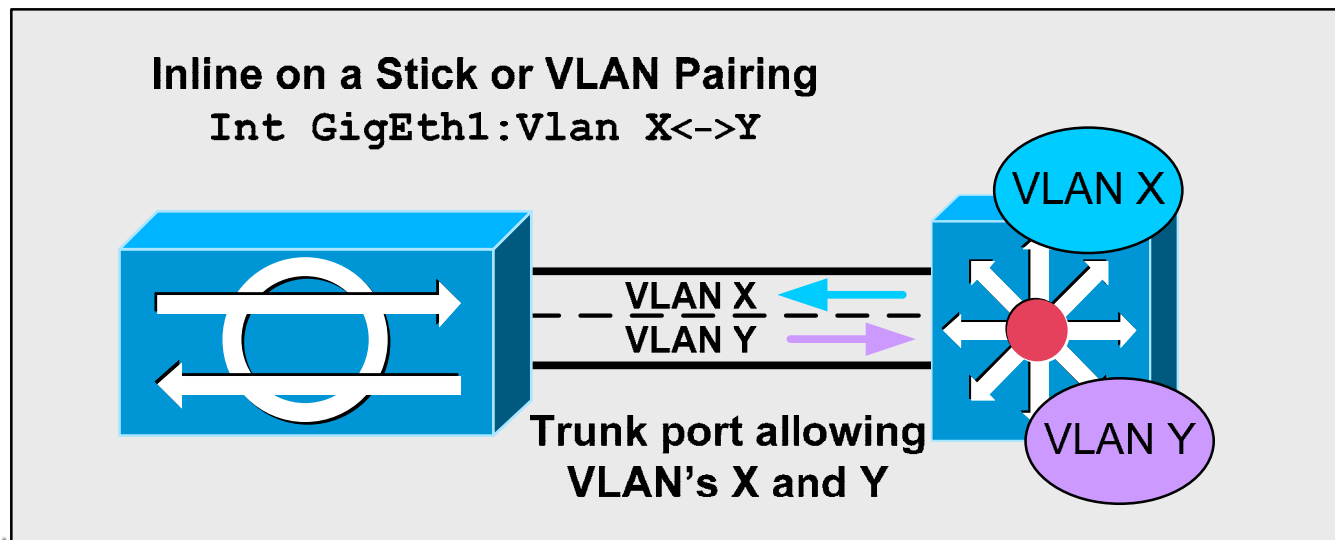 Inline on a Stick or VLAN Pairing
Int GigEth1:Vlan X<->Y
VLAN X
VLAN X
VLAN Y
VLAN Y
Trunk port allowing
VLAN’s X and Y